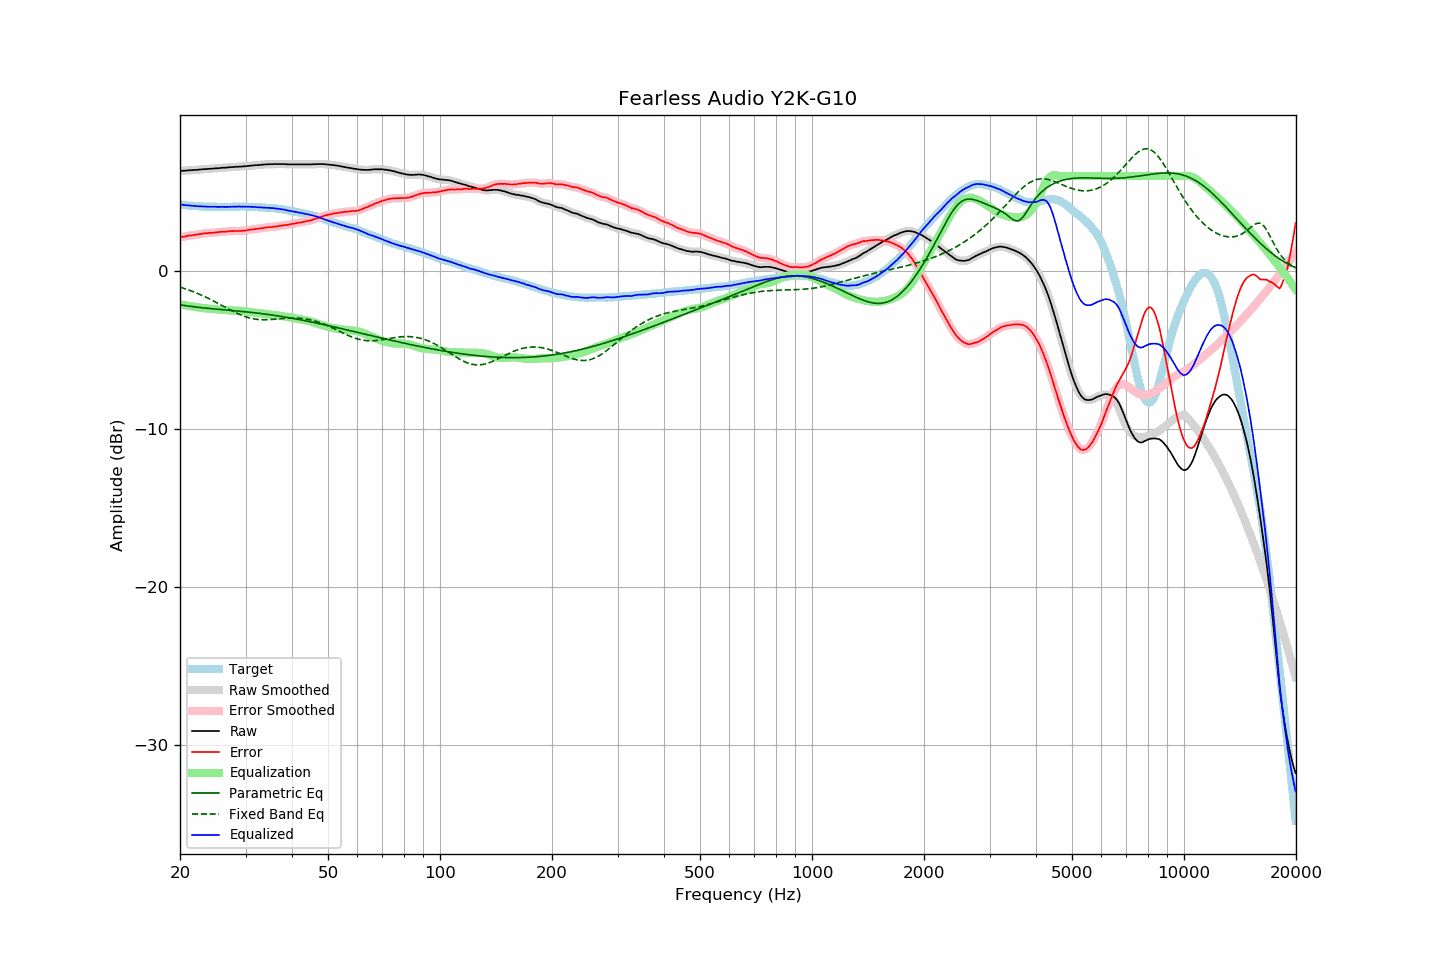 Fearless Audio Y2K-G10
0
−10
−20
−30
Amplitude (dBr)
Target
Raw Smoothed
Error Smoothed
Raw
Error
Equalization
Parametric Eq
Fixed Band Eq
Equalized
20 50 100 200 500 1000 2000 5000 10000 20000
Frequency (Hz)